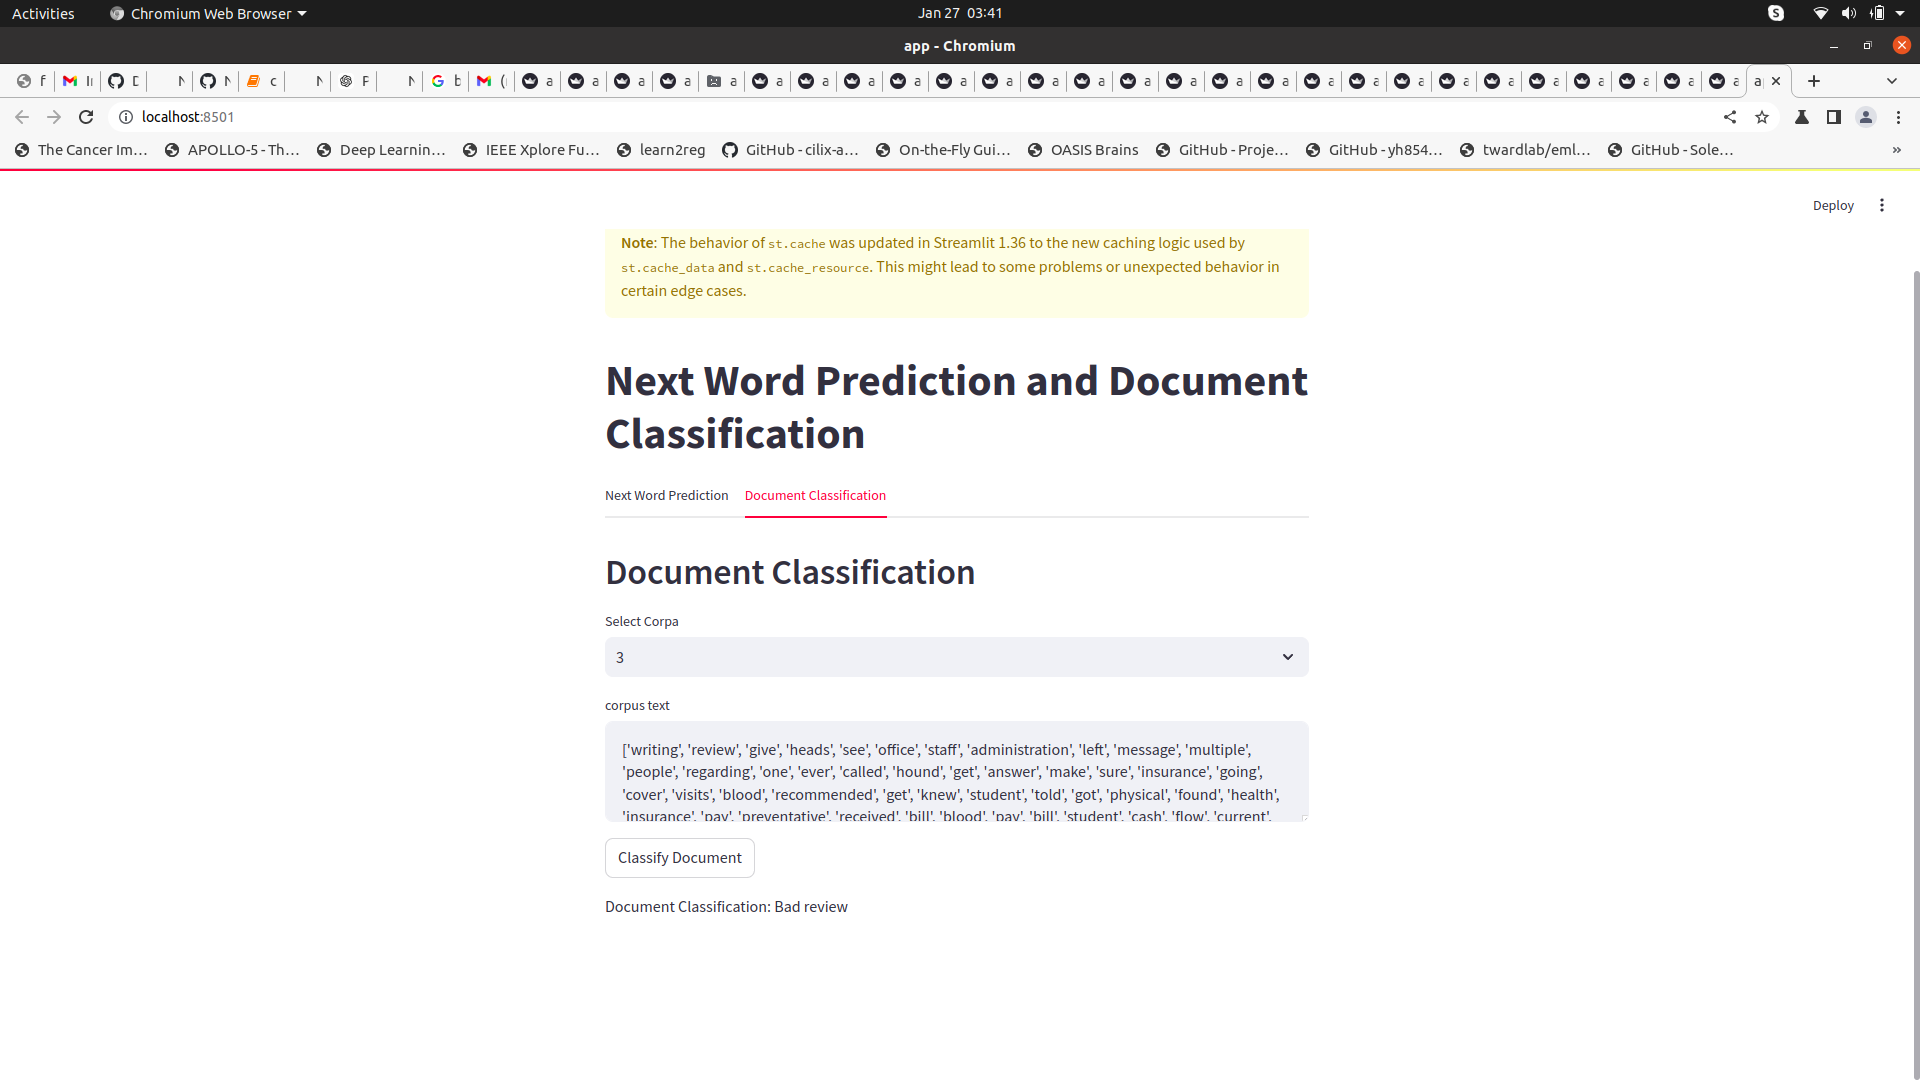 Activities Chromium Web Browser Jan 27 03:41
app - Chromium
localhost:8501
The Cancer Im… APOLLO-5 - Th… Deep Learnin… IEEE Xplore Fu… learn2reg GitHub - cilix-a… On-the-Fly Gui… OASIS Brains GitHub - Proje… GitHub - yh854… twardlab/eml… GitHub - Sole…
Deploy
Note: The behavior of st.cache was updated in Streamlit 1.36 to the new caching logic used by
st.cache_data and st.cache_resource. This might lead to some problems or unexpected behavior in
certain edge cases.
Next Word Prediction and Document
Classification
Next Word Prediction Document Classification
Document Classification
Select Corpa
3
corpus text
['writing', 'review', 'give', 'heads', 'see', 'office', 'staff', 'administration', 'left', 'message', 'multiple',
'people', 'regarding', 'one', 'ever', 'called', 'hound', 'get', 'answer', 'make', 'sure', 'insurance', 'going',
'cover', 'visits', 'blood', 'recommended', 'get', 'knew', 'student', 'told', 'got', 'physical', 'found', 'health',
'insurance', 'pay', 'preventative', 'received', 'bill', 'blood', 'pay', 'bill', 'student', 'cash', 'flow', 'current',
Classify Document
Document Classification: Bad review